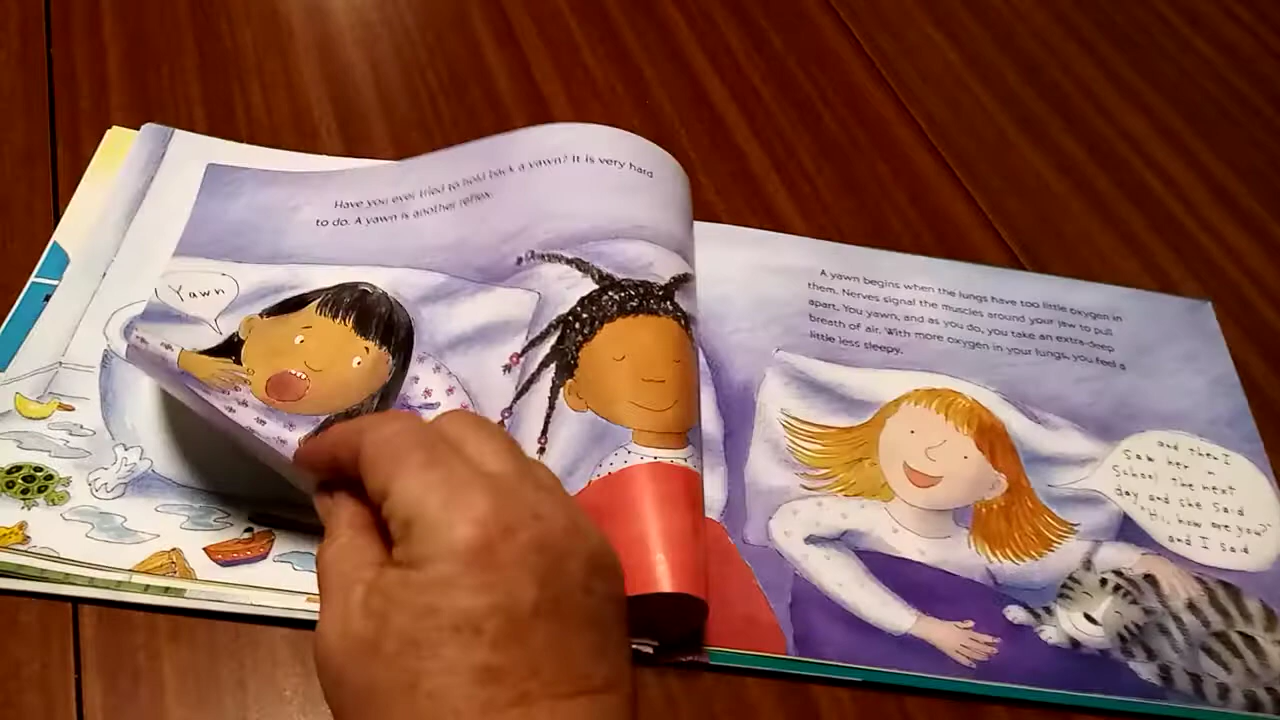 Have you ever tried to hold back a yawn? It is very hard
to do. A yawn is another reflex.
Yawn
A yawn begins when the lungs have too little oxygen in
them. Nerves signal the muscles around your jaw to pull
apart. You yawn, and as you do, you take an extra-deep
breath of air. With more oxygen in your lungs, you feel a
little less sleepy.
and then I
saw her in
School the next
day and she said
"Hi, how are you?"
and I said